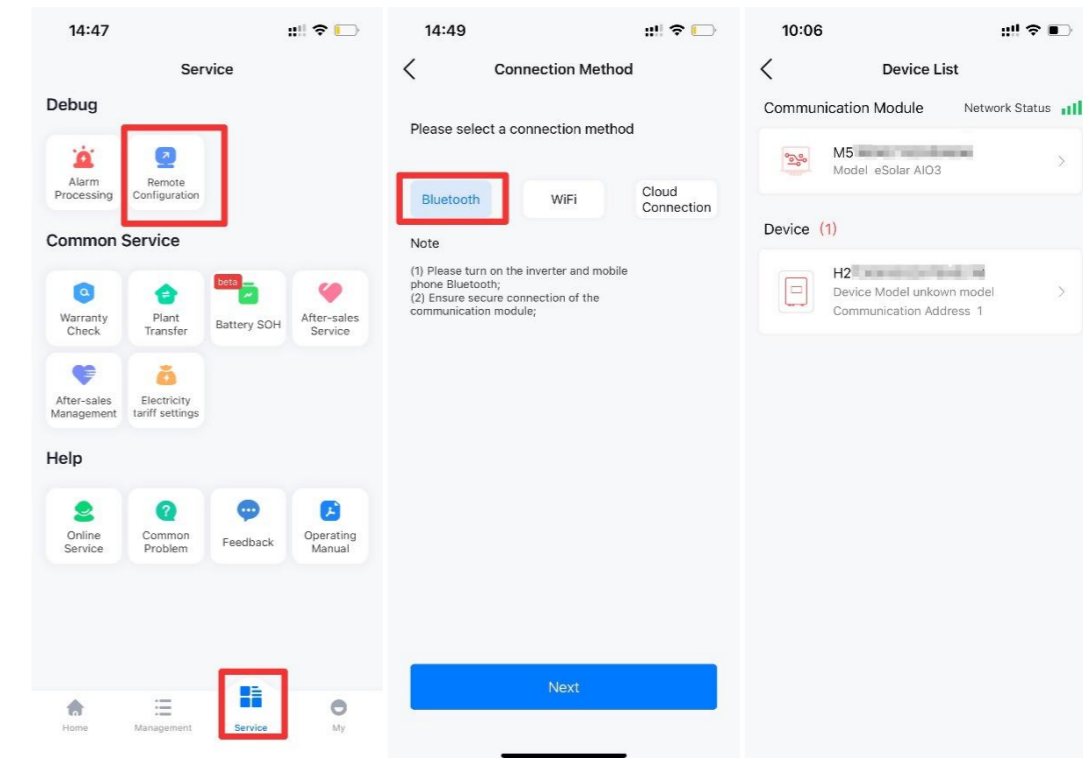 14:47
Service
Debug
Alarm
Processing
Remote
Configuration
Common Service
Warranty
Check
Plant
Transfer
beta
Battery SOH
After-sales
Service
After-sales
Management
Electricity
tariff settings
Help
Online
Service
Common
Problem
Feedback
Operating
Manual
Home
Management
Service
My
14:49
Connection Method
Please select a connection method
Bluetooth
WiFi
Cloud
Connection
Note
(1) Please turn on the inverter and mobile
phone Bluetooth;
(2) Ensure secure connection of the
communication module;
Next
10:06
Device List
Communication Module Network Status
M5
Model eSolar AIO3
Device (1)
H2
Device Model unkown model
Communication Address 1